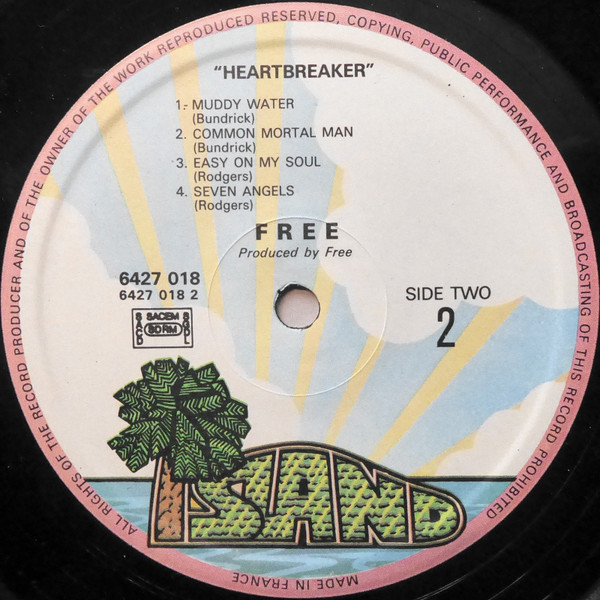 ALL RIGHTS OF THE RECORD PRODUCER AND OF THE OWNER OF THE WORK REPRODUCED RESERVED, COPYING, PUBLIC PERFORMANCE AND BROADCASTING OF THIS RECORD PROHIBITED
"HEARTBREAKER"
1. MUDDY WATER
(Bundrick)
2. COMMON MORTAL MAN
(Bundrick)
3. EASY ON MY SOUL
(Rodgers)
4. SEVEN ANGELS
(Rodgers)
FREE
Produced by Free
6427 018
6427 018 2
SACD SACEM SDRM SGDL
SIDE TWO
2
ISLAND
MADE IN FRANCE